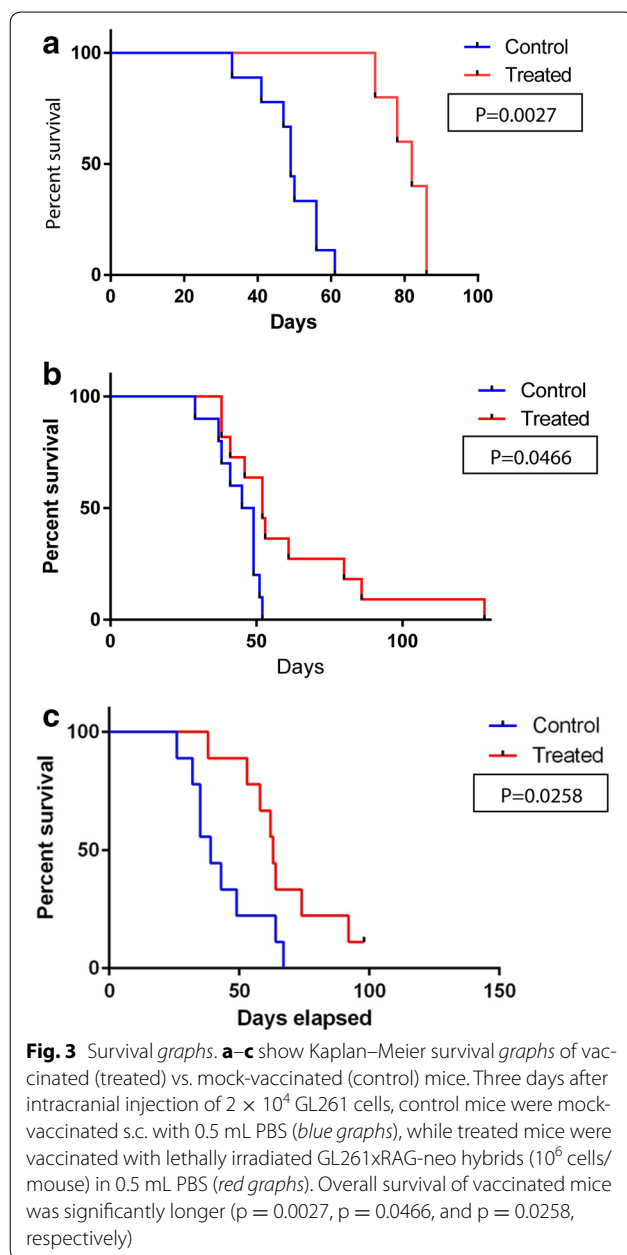 a
Control
Treated
P=0.0027
Percent survival
100
50
0
0 20 40 60 80 100
Days
b
Control
Treated
P=0.0466
Percent survival
100
50
0
0 50 100
Days
c
Control
Treated
P=0.0258
Percent survival
100
50
0
0 50 100 150
Days elapsed
Fig. 3 Survival graphs. a–c show Kaplan–Meier survival graphs of vac-
cinated (treated) vs. mock-vaccinated (control) mice. Three days after
intracranial injection of 2 × 10⁴ GL261 cells, control mice were mock-
vaccinated s.c. with 0.5 mL PBS (blue graphs), while treated mice were
vaccinated with lethally irradiated GL261xRAG-neo hybrids (10⁶ cells/
mouse) in 0.5 mL PBS (red graphs). Overall survival of vaccinated mice
was significantly longer (p = 0.0027, p = 0.0466, and p = 0.0258,
respectively)